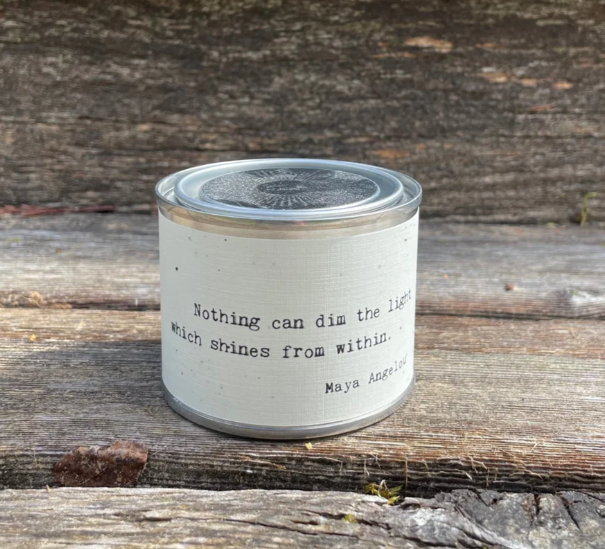 Nothing can dim the light
which shines from within.
Maya Angelou